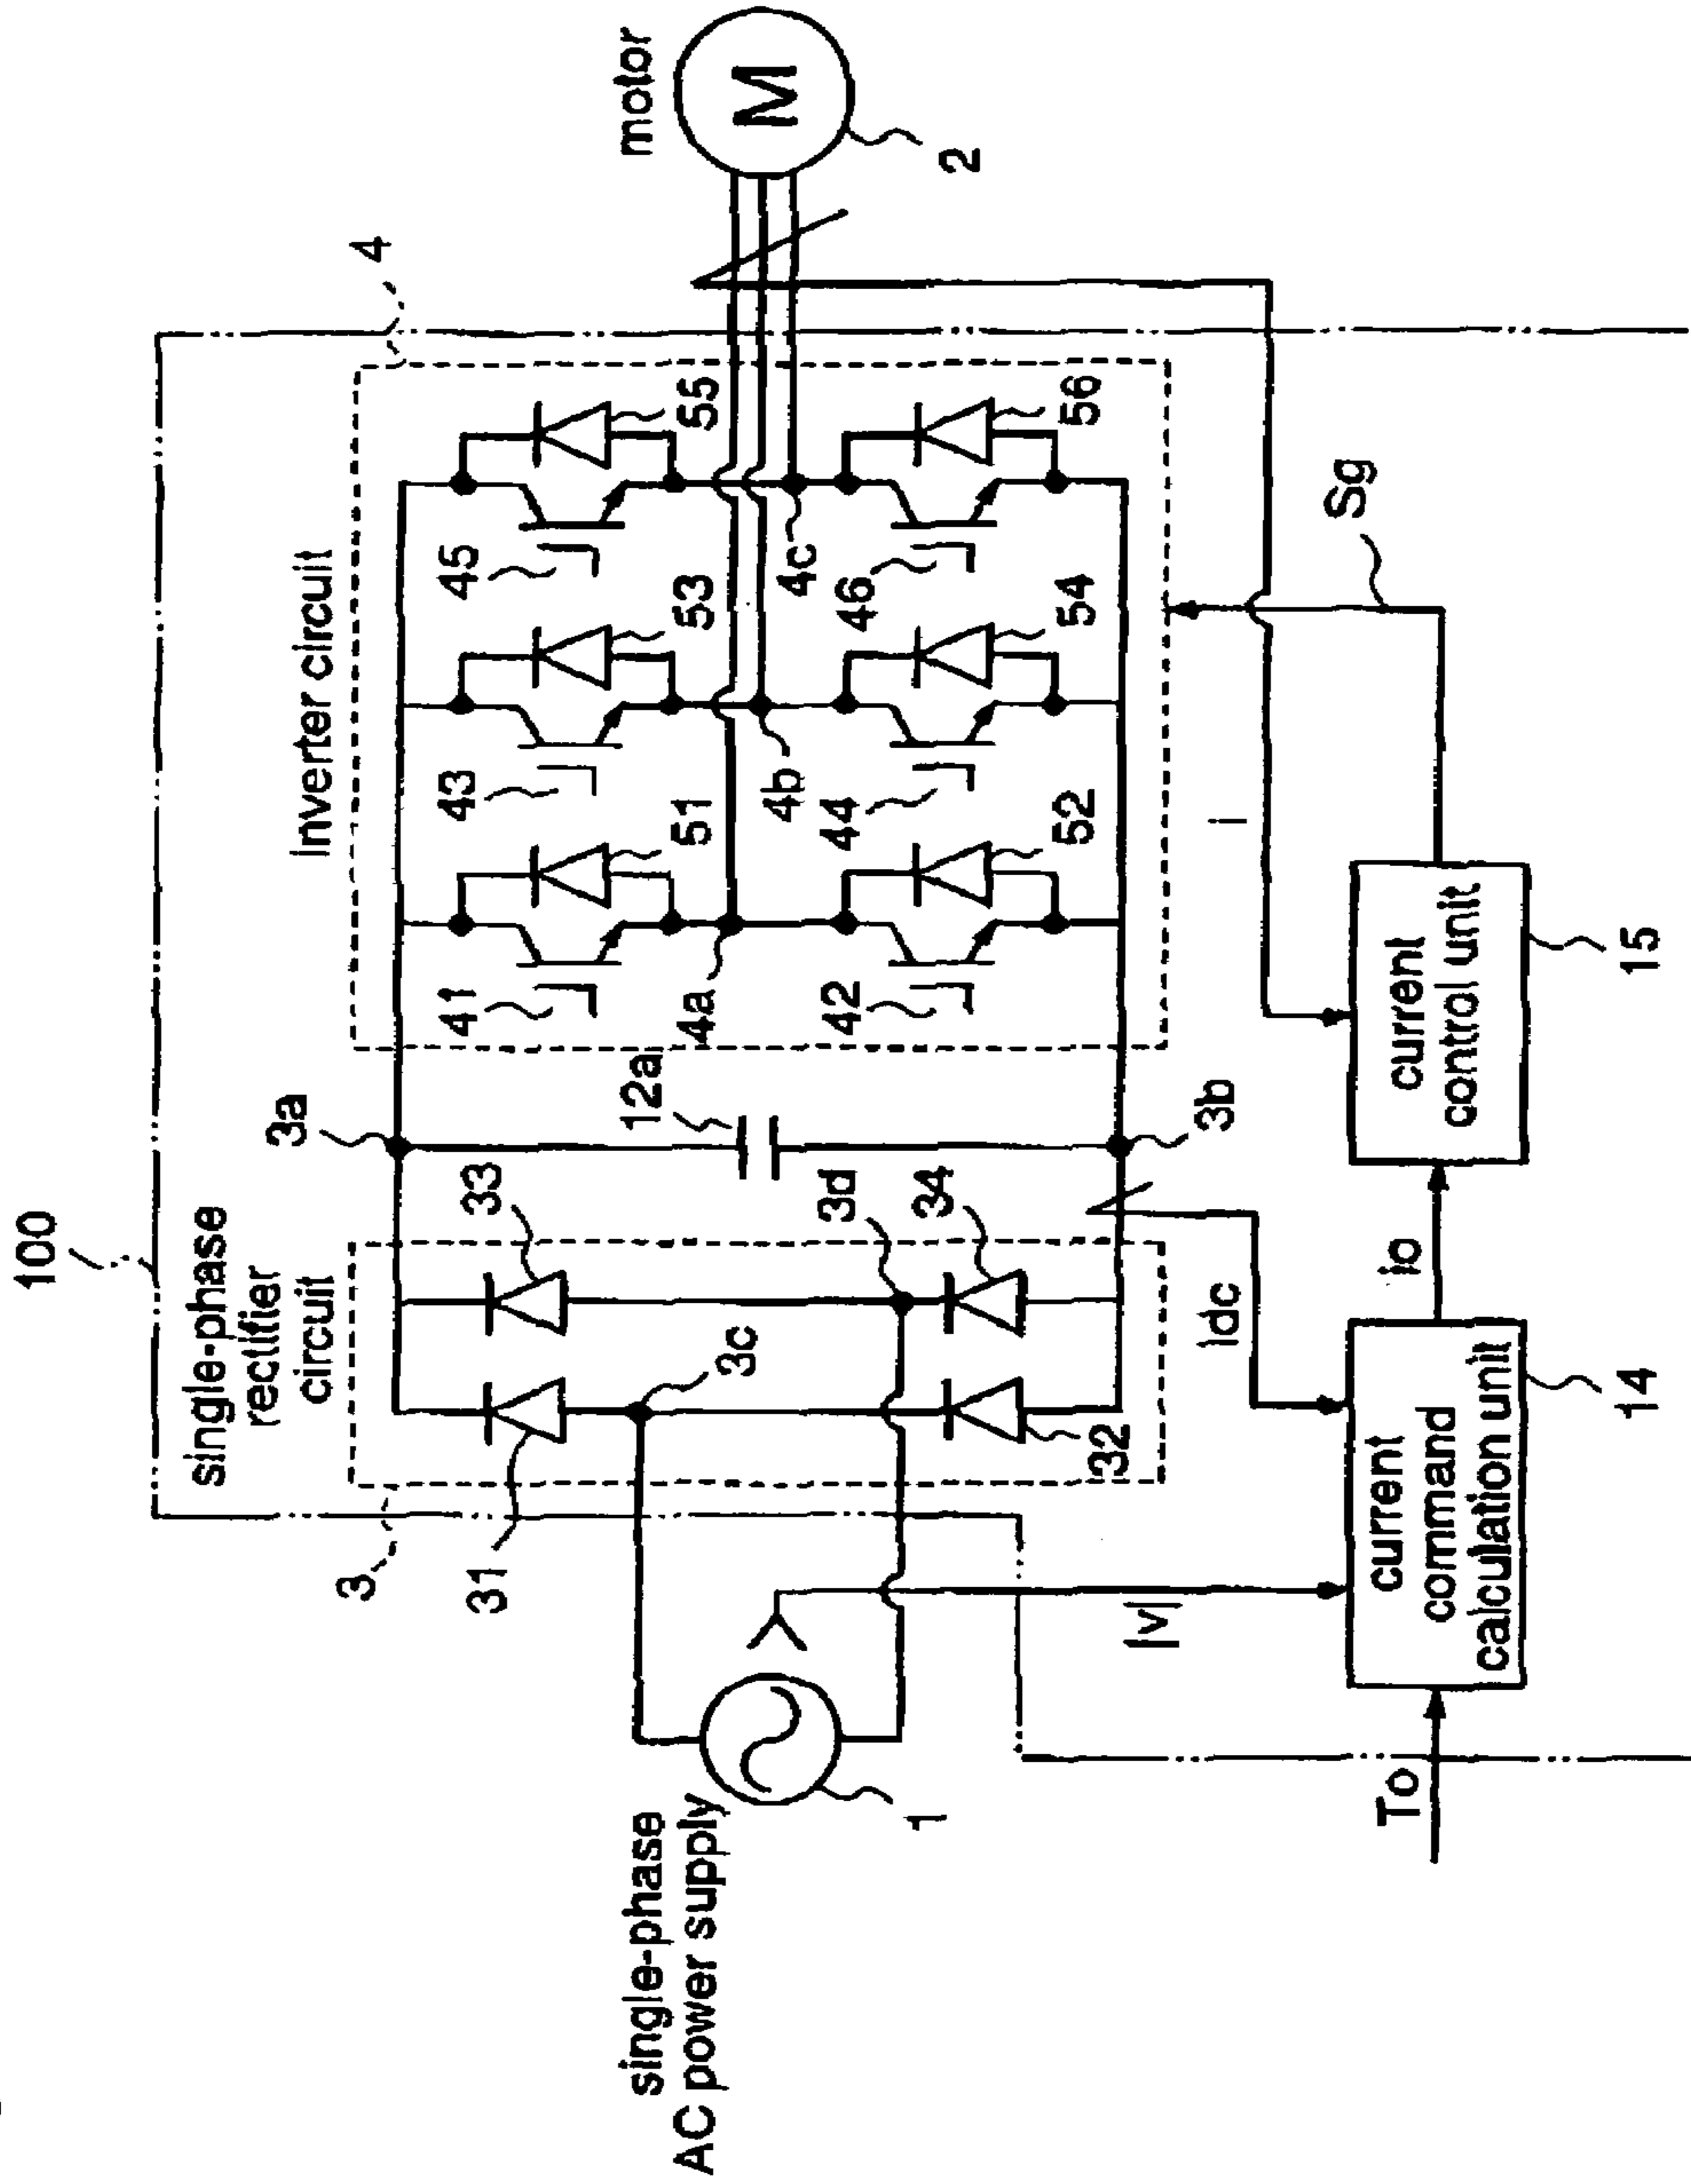 100
single-phase
rectifier
circuit
Inverter circuit
motor
M
2
4
3
3a
33
31
3c
3d
34
32
12a
3b
41
51
43
53
45
55
4a
4b
4c
42
52
44
54
46
56
single-phase
AC power supply
1
|v|
Idc
i
Sg
To
current
command
calculation unit
14
io
current
control unit
15